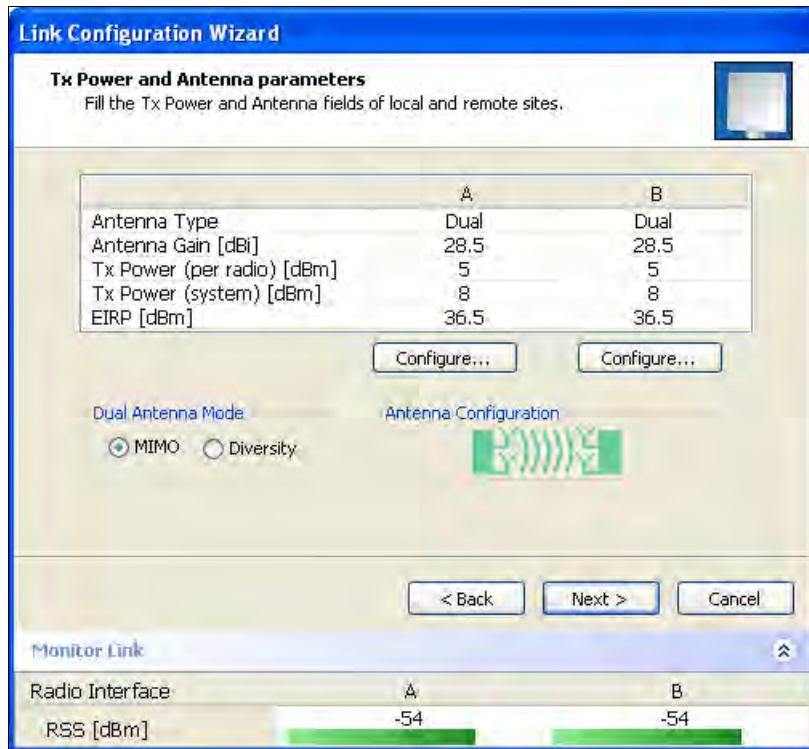 Link Configuration Wizard
Tx Power and Antenna parameters
Fill the Tx Power and Antenna fields of local and remote sites.
A B
Antenna Type Dual Dual
Antenna Gain [dBi] 28.5 28.5
Tx Power (per radio) [dBm] 5 5
Tx Power (system) [dBm] 8 8
EIRP [dBm] 36.5 36.5
Configure... Configure...
Dual Antenna Mode Antenna Configuration
MIMO Diversity
< Back Next > Cancel
Monitor Link
Radio Interface A B
RSS [dBm] -54 -54